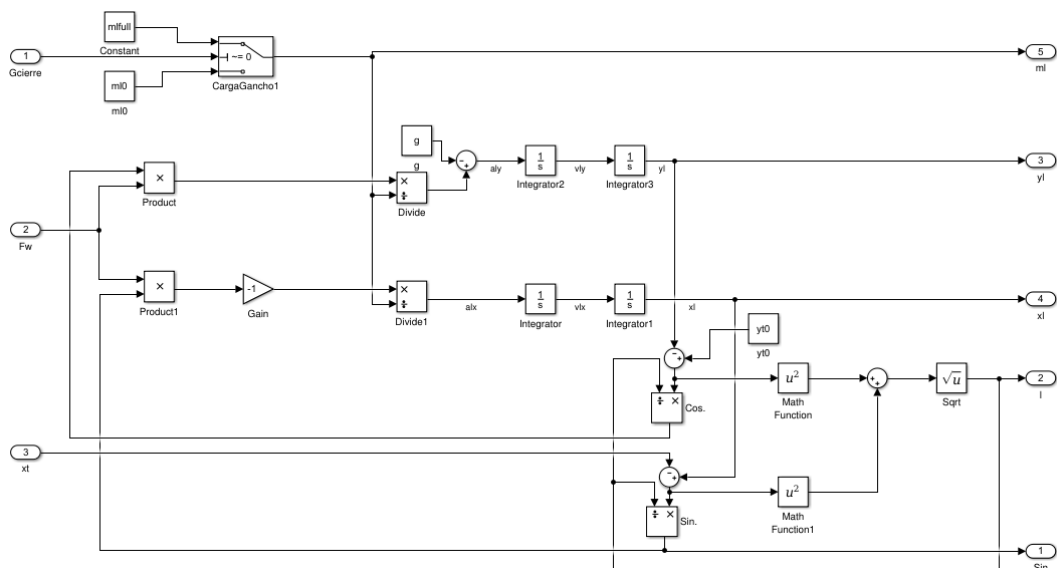 mlfull
Constant
1
Gcierre
~= 0
CargaGancho1
5
ml
ml0
ml0
g
g
-
+
aly
1
s
Integrator2
vly
1
s
Integrator3
yl
3
yl
×
Product
×
÷
Divide
2
Fw
×
Product1
-1
Gain
×
÷
Divide1
alx
1
s
Integrator
vlx
1
s
Integrator1
xl
4
xl
yt0
yt0
-
+
÷ ×
Cos.
u²
Math
Function
+
+
√u
Sqrt
2
l
3
xt
-
+
÷ ×
Sin.
u²
Math
Function1
1
Sin